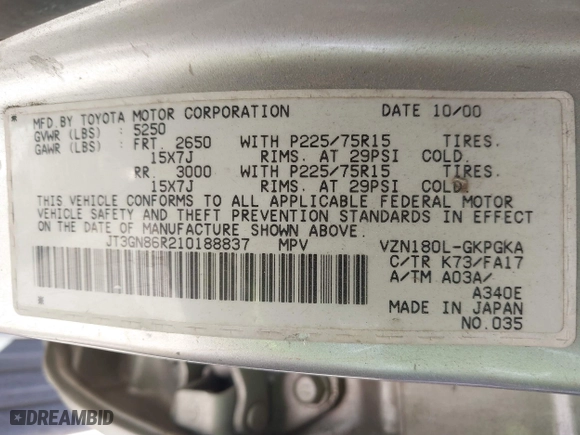 MFD.BY TOYOTA MOTOR CORPORATION DATE 10/00
GVWR (LBS) : 5250
GAWR (LBS) : FRT. 2650 WITH P225/75R15 TIRES.
15X7J RIMS. AT 29PSI COLD.
RR. 3000 WITH P225/75R15 TIRES.
15X7J RIMS. AT 29PSI COLD.
THIS VEHICLE CONFORMS TO ALL APPLICABLE FEDERAL MOTOR
VEHICLE SAFETY AND THEFT PREVENTION STANDARDS IN EFFECT
ON THE DATE OF MANUFACTURE SHOWN ABOVE.
JT3GN86R210188837 MPV VZN180L-GKPGKA
C/TR K73/FA17
A/TM A03A/
A340E
MADE IN JAPAN
NO.035
DREAMBID